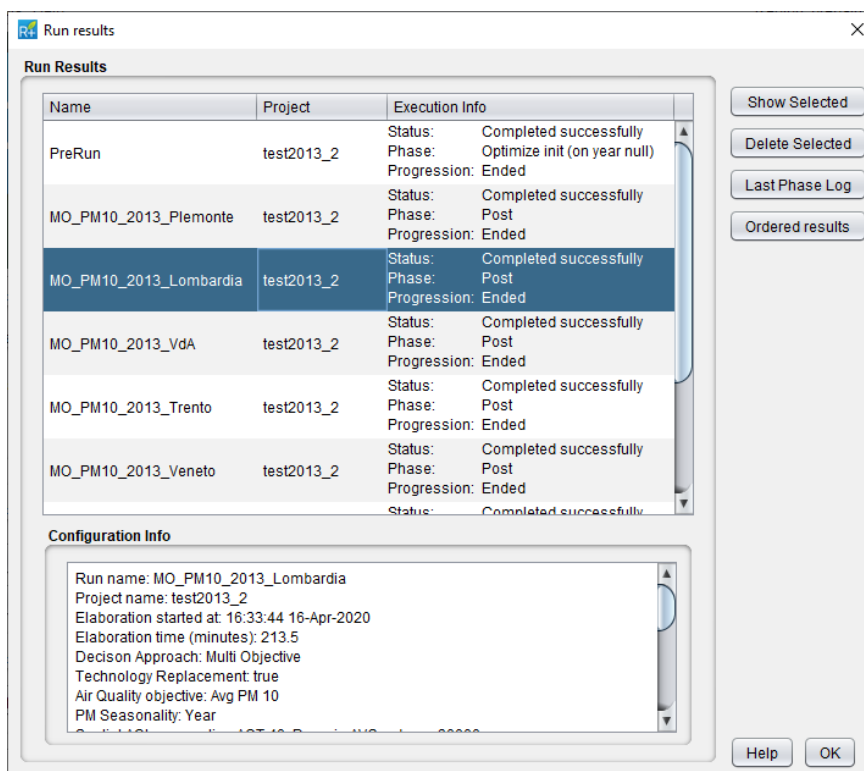 R+ Run results
Run Results
Name Project Execution Info
Status: Completed successfully
PreRun test2013_2 Phase: Optimize init (on year null)
Progression: Ended
Status: Completed successfully
MO_PM10_2013_Piemonte test2013_2 Phase: Post
Progression: Ended
Status: Completed successfully
MO_PM10_2013_Lombardia test2013_2 Phase: Post
Progression: Ended
Status: Completed successfully
MO_PM10_2013_VdA test2013_2 Phase: Post
Progression: Ended
Status: Completed successfully
MO_PM10_2013_Trento test2013_2 Phase: Post
Progression: Ended
Status: Completed successfully
MO_PM10_2013_Veneto test2013_2 Phase: Post
Progression: Ended
Status: Completed successfully
Show Selected
Delete Selected
Last Phase Log
Ordered results
Configuration Info
Run name: MO_PM10_2013_Lombardia
Project name: test2013_2
Elaboration started at: 16:33:44 16-Apr-2020
Elaboration time (minutes): 213.5
Decison Approach: Multi Objective
Technology Replacement: true
Air Quality objective: Avg PM 10
PM Seasonality: Year
Help OK